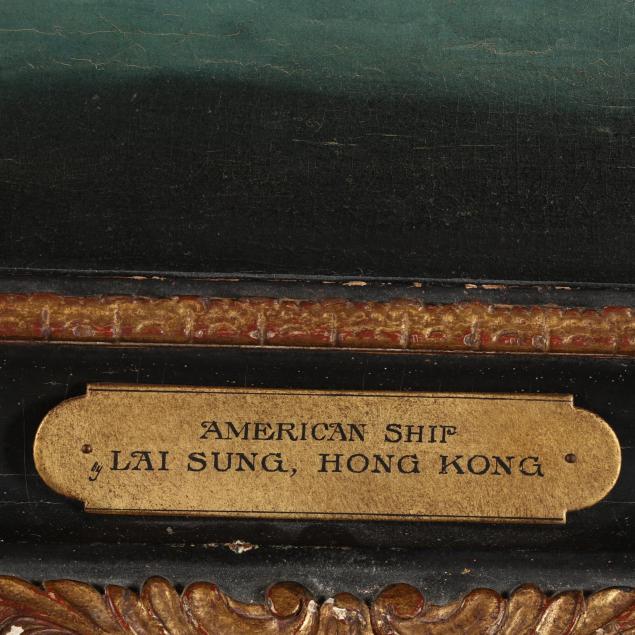 AMERICAN SHIP
by LAI SUNG, HONG KONG